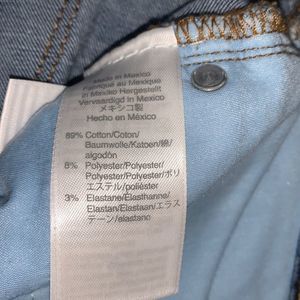 Made in Mexico
Fabriqué au Mexique
in Mexico Hergestellt
Vervaardigd in Mexico
メキシコ製
Hecho en México
89% Cotton/Coton/
Baumwolle/Katoen/綿/
algodón
8% Polyester/Polyester/
Polyester/Polyester/ポリ
エステル/poliéster
3% Elastane/Élasthanne/
Elastan/Elastaan/エラス
テーン/elastano